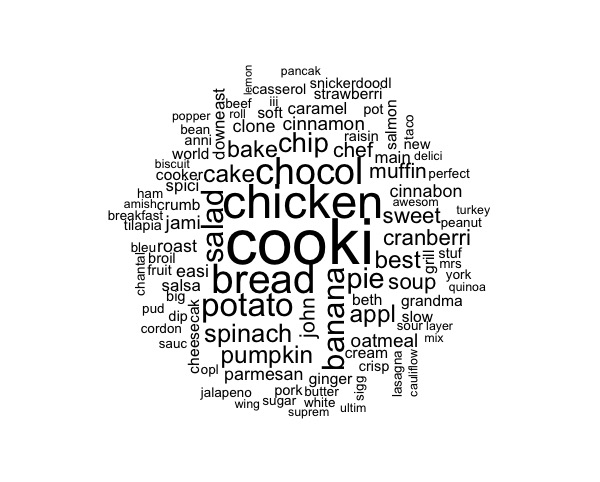 lemon
pancak
casserol
snickerdoodl
strawberri
downeast
beef
iii
roll
soft
caramel
pot
salmon
taco
popper
bean
anni
clone
cinnamon
raisin
new
world
bake
chip
chef
main
delici
biscuit
cooker
spici
cake
chocol
muffin
perfect
ham
amish
crumb
chicken
cinnabon
awesom
breakfast
tilapia
jami
salad
sweet
turkey
peanut
cranberri
bleu
roast
cooki
best
grill
stuf
mrs
chantal
broil
fruit
easi
bread
banana
pie
soup
york
quinoa
salsa
big
pud
dip
potato
john
beth
appl
grandma
slow
cordon
sauc
cheesecak
spinach
oatmeal
sour
layer
mix
pumpkin
cream
crisp
lasagna
cauliflow
opl
parmesan
ginger
sigg
jalapeno
pork
butter
wing
sugar
white
suprem
ultim